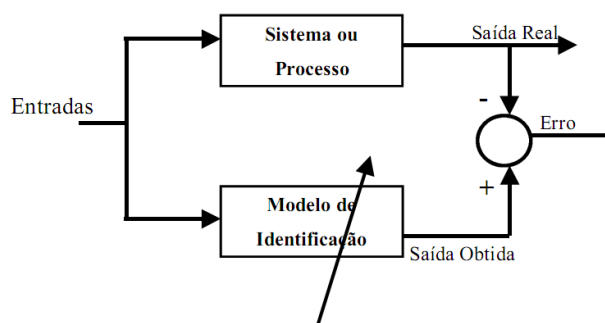 Sistema ou
Processo
Saída Real
Entradas
-
Erro
+
Modelo de
Identificação
Saída Obtida